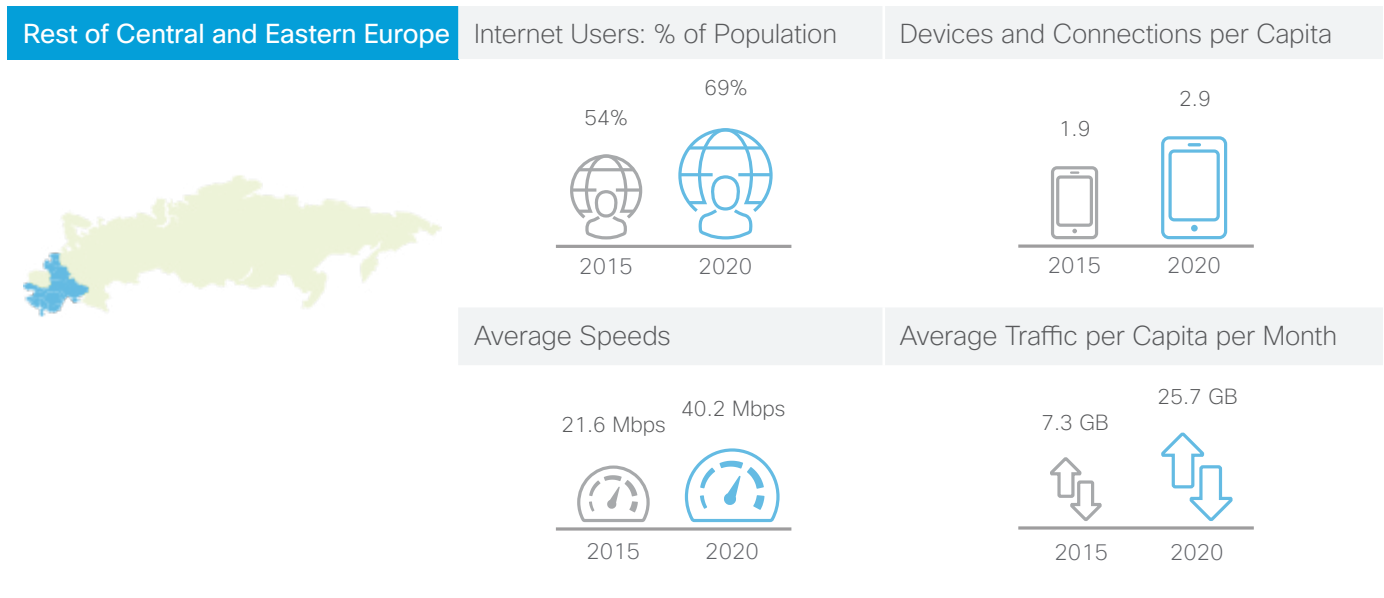 Rest of Central and Eastern Europe
Internet Users: % of Population
Devices and Connections per Capita
54%
69%
2015
2020
1.9
2.9
2015
2020
Average Speeds
Average Traffic per Capita per Month
21.6 Mbps
40.2 Mbps
2015
2020
7.3 GB
25.7 GB
2015
2020